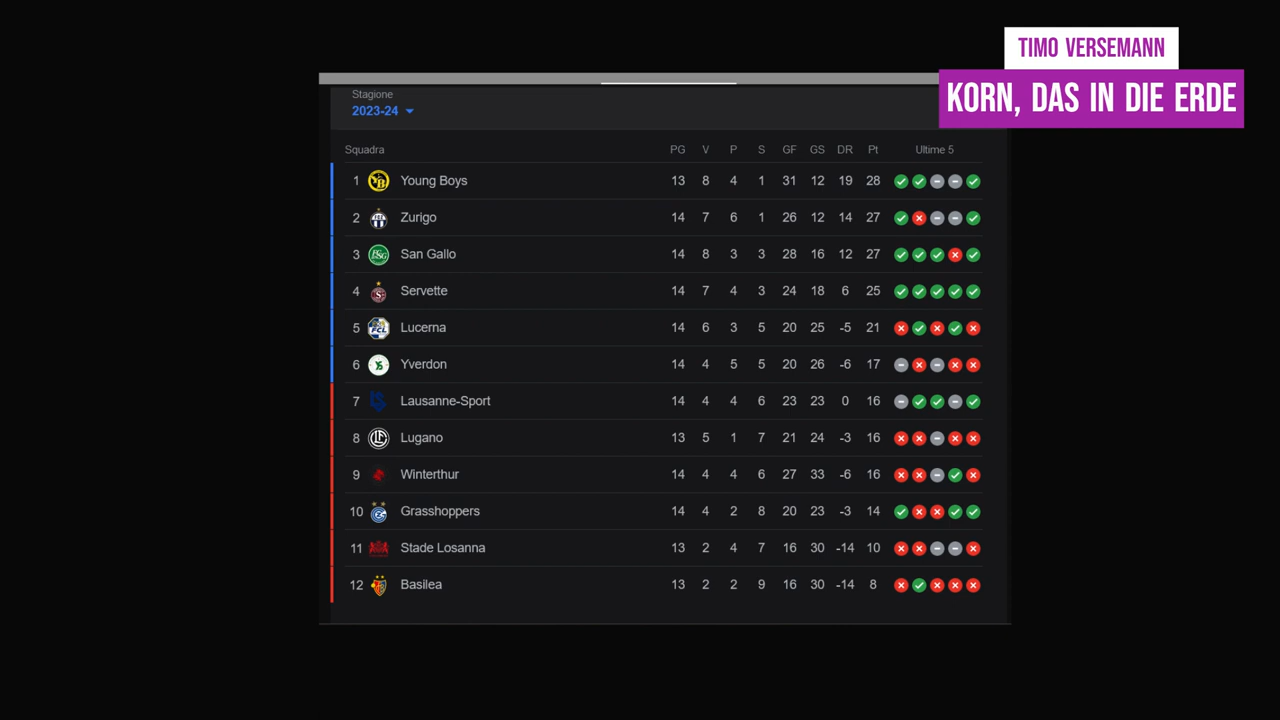 TIMO VERSEMANN
KORN, DAS IN DIE ERDE
Stagione
2023-24
Squadra PG V P S GF GS DR Pt Ultime 5
1 Young Boys 13 8 4 1 31 12 19 28
2 Zurigo 14 7 6 1 26 12 14 27
3 San Gallo 14 8 3 3 28 16 12 27
4 Servette 14 7 4 3 24 18 6 25
5 Lucerna 14 6 3 5 20 25 -5 21
6 Yverdon 14 4 5 5 20 26 -6 17
7 Lausanne-Sport 14 4 4 6 23 23 0 16
8 Lugano 13 5 1 7 21 24 -3 16
9 Winterthur 14 4 4 6 27 33 -6 16
10 Grasshoppers 14 4 2 8 20 23 -3 14
11 Stade Losanna 13 2 4 7 16 30 -14 10
12 Basilea 13 2 2 9 16 30 -14 8